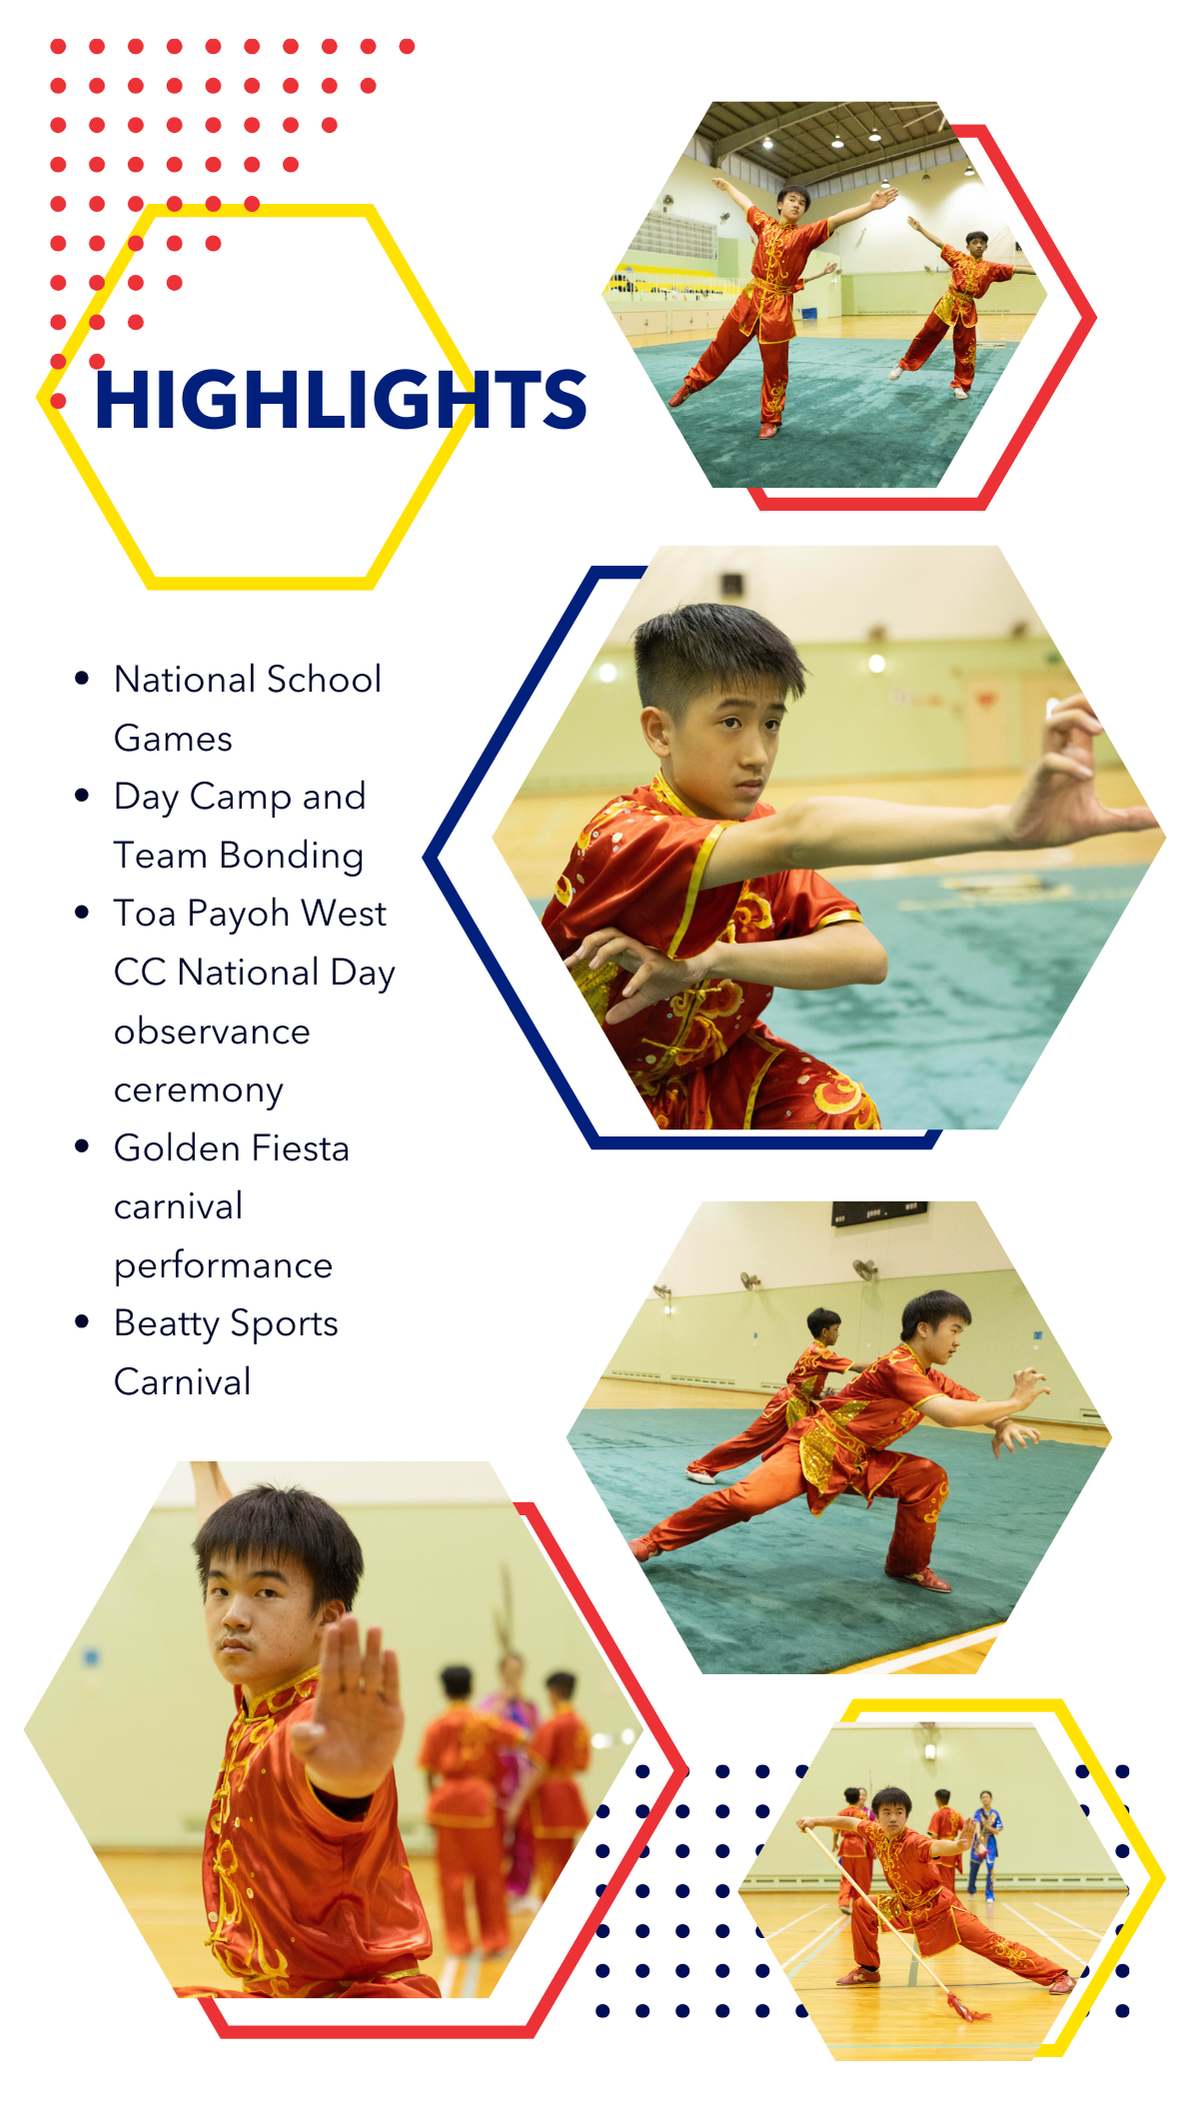 HIGHLIGHTS
• National School
Games
• Day Camp and
Team Bonding
• Toa Payoh West
CC National Day
observance
ceremony
• Golden Fiesta
carnival
performance
• Beatty Sports
Carnival